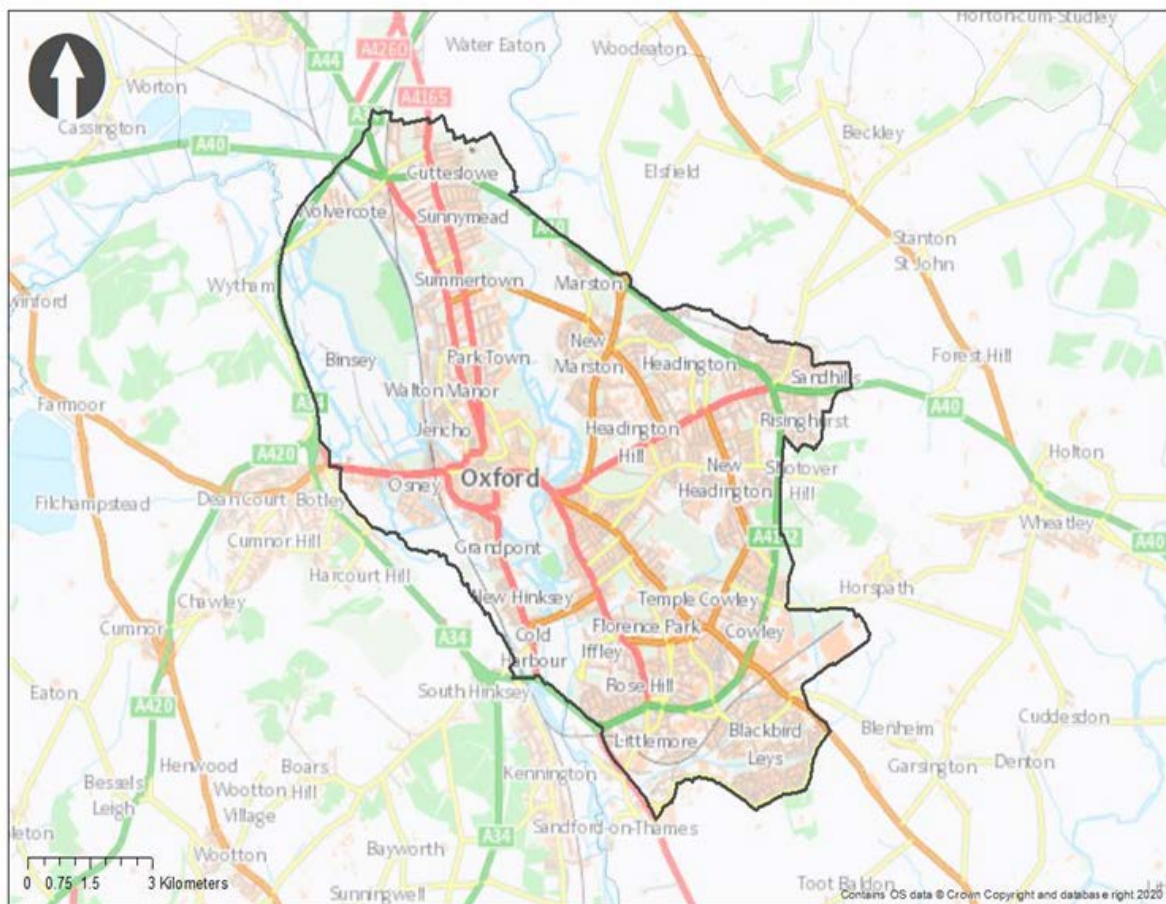 Horton-cum-Studley
Water Eaton
Woodeaton
A4260
A44
Worton
A4165
Cassington
Beckley
A40
Elsfield
Cutteslowe
Wolvercote
Sunnymead
Stanton
St John
Wytham
Summertown
Marston
New
Marston
Headington
Binsey
Park Town
Forest Hill
Sandhills
Walton Manor
Farmoor
A34
A40
Risinghurst
Jericho
Headington
Hill
A420
Oxford
Shotover
Hill
New
Headington
Holton
Osney
Filchampstead
Dean Court
Botley
Wheatley
Cumnor Hill
Grandpont
A40
Harcourt Hill
Horspath
New Hinksey
Temple Cowley
Chawley
Cumnor
Florence Park
Cowley
A34
Cold
Harbour
Iffley
Eaton
South Hinksey
Rose Hill
A420
Blenheim
Cuddesdon
Littlemore
Blackbird
Leys
Henwood
Boars
Hill
Kennington
Garsington
Denton
Bessels
Leigh
Wootton
Village
A34
Sandford-on-Thames
Bayworth
Wootton
0 0.75 1.5 3 Kilometers
Sunningwell
Toot Baldon
Contains OS data © Crown Copyright and database right 2020